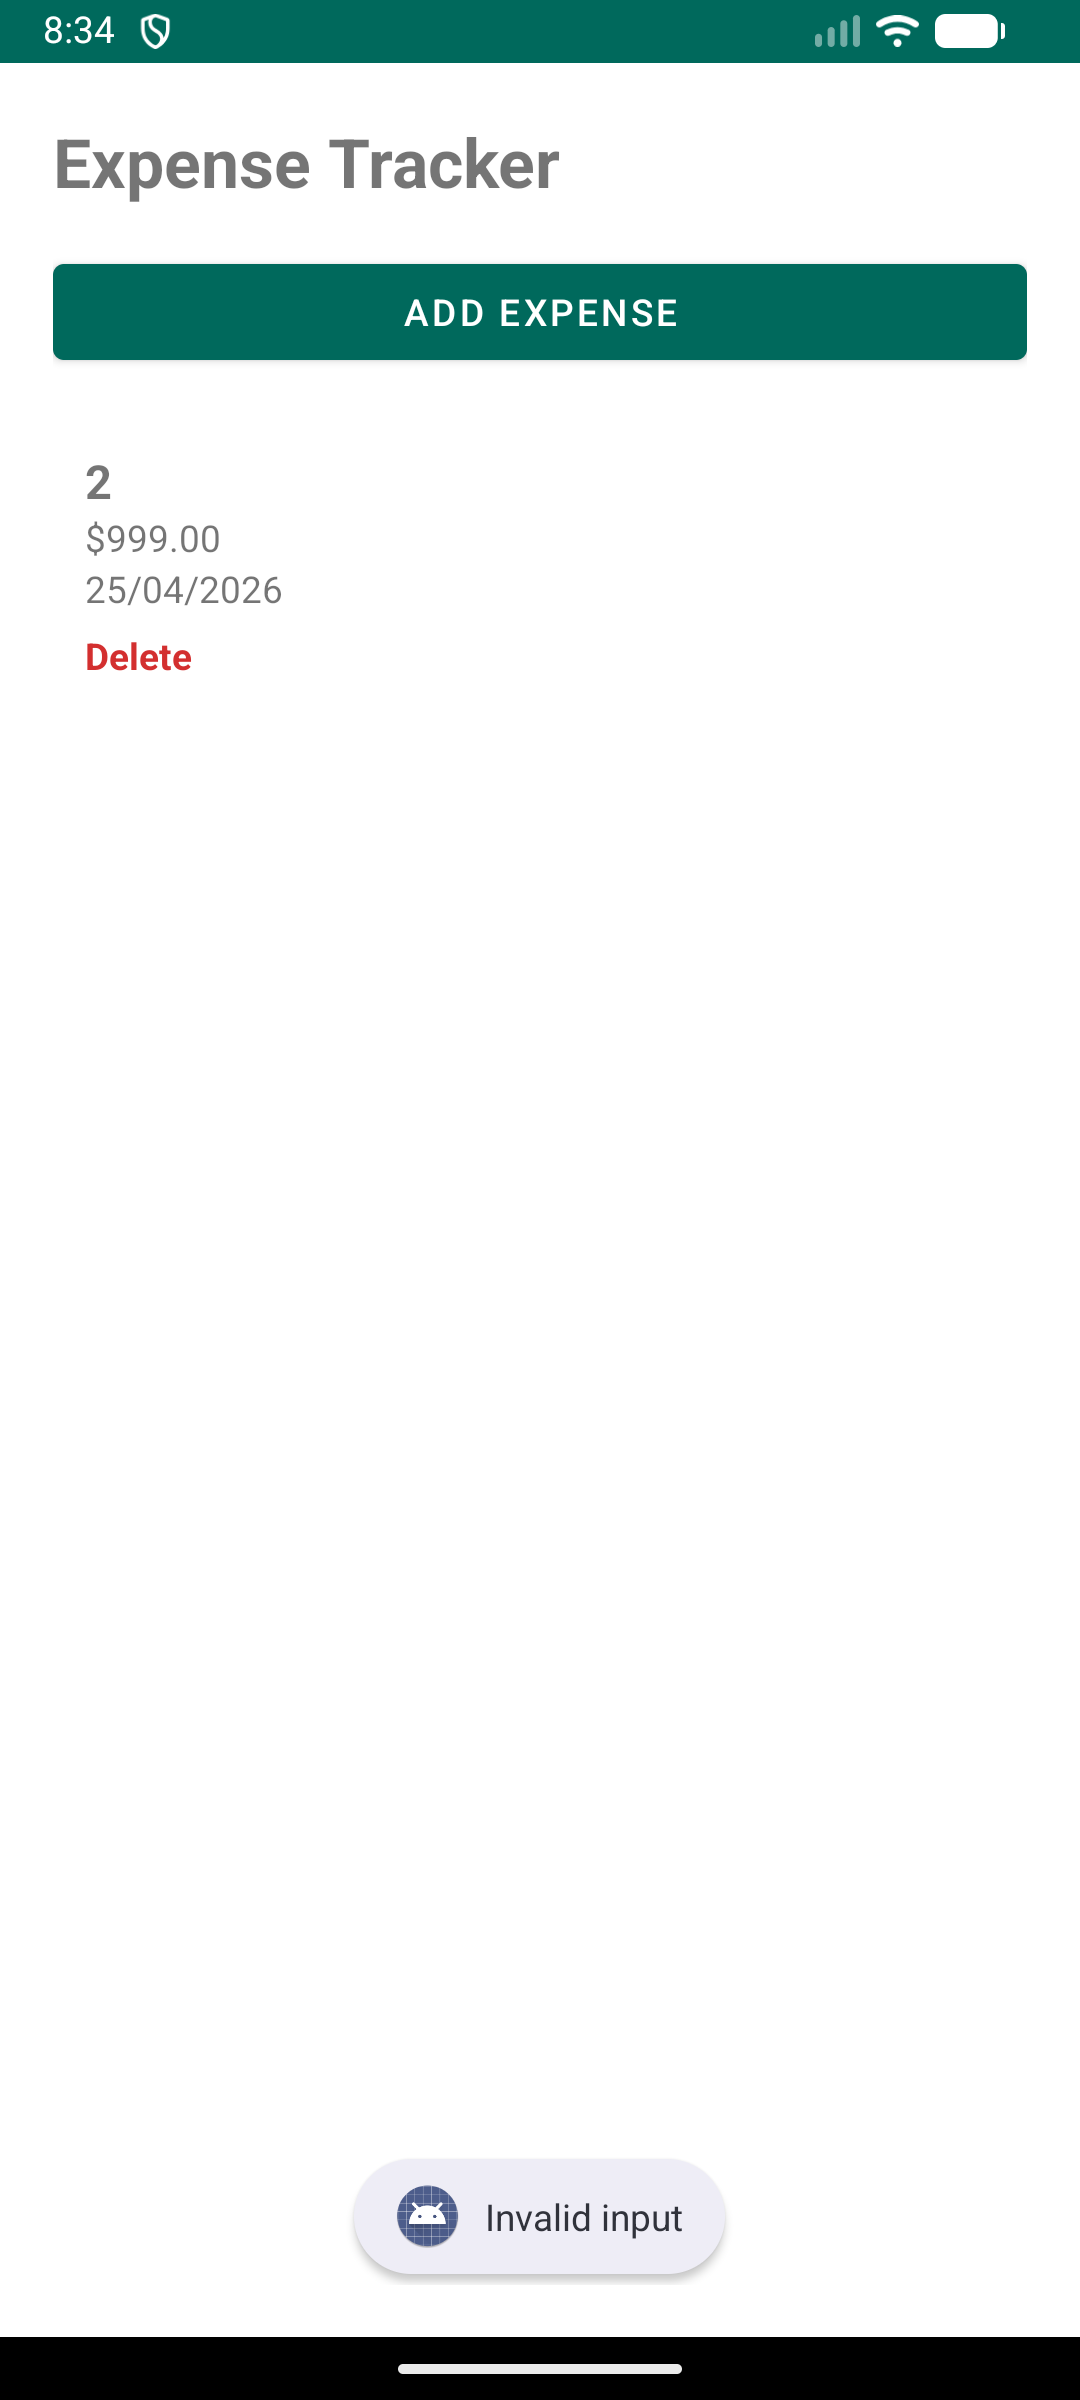 8:34
Expense Tracker
ADD EXPENSE
2
$999.00
25/04/2026
Delete
Invalid input